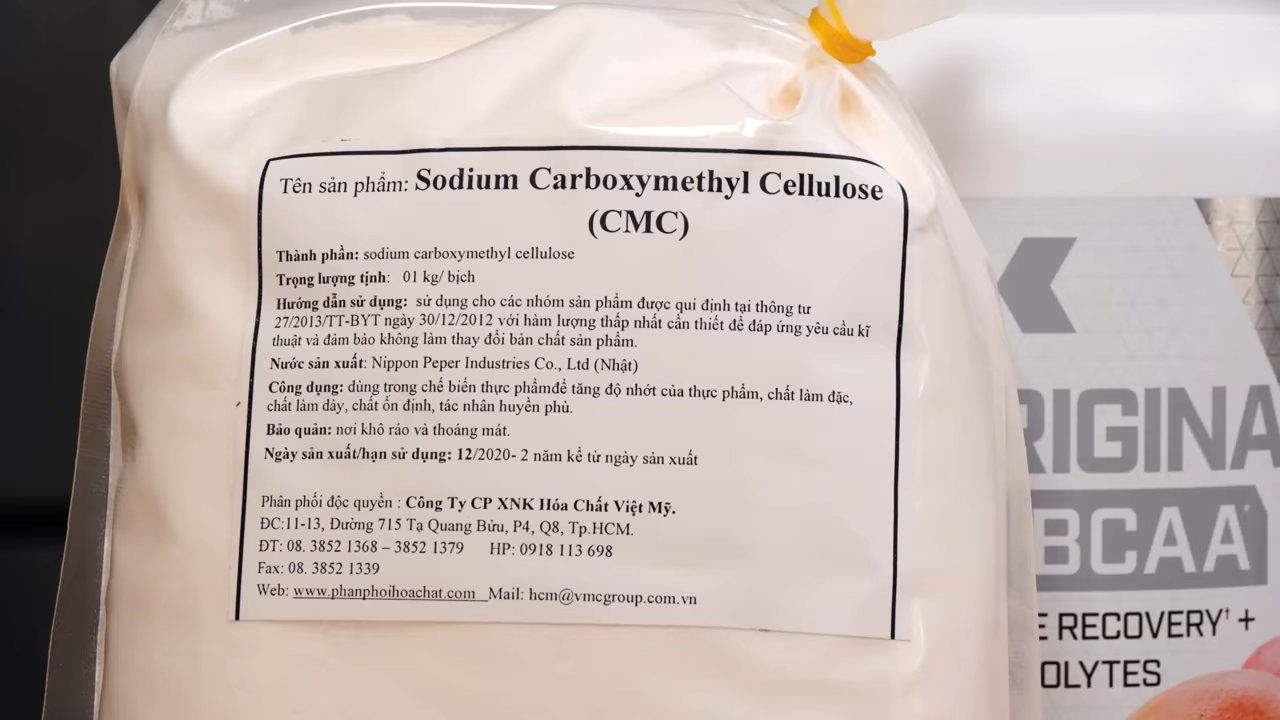 Tên sản phẩm: Sodium Carboxymethyl Cellulose
(CMC)
Thành phần: sodium carboxymethyl cellulose
Trọng lượng tịnh: 01 kg/ bịch
Hướng dẫn sử dụng: sử dụng cho các nhóm sản phẩm được qui định tại thông tư
27/2013/TT-BYT ngày 30/12/2012 với hàm lượng thấp nhất cần thiết để đáp ứng yêu cầu kĩ
thuật và đảm bảo không làm thay đổi bản chất sản phẩm.
Nước sản xuất: Nippon Peper Industries Co., Ltd (Nhật)
Công dụng: dùng trong chế biến thực phẩmđể tăng độ nhớt của thực phẩm, chất làm đặc,
chất làm dảy, chất ổn định, tác nhân huyền phù.
Bảo quản: nơi khô ráo và thoáng mát.
Ngày sản xuất/hạn sử dụng: 12/2020- 2 năm kể từ ngày sản xuất
Phân phối độc quyền : Công Ty CP XNK Hóa Chất Việt Mỹ.
ĐC:11-13, Đường 715 Tạ Quang Bửu, P4, Q8, Tp.HCM.
ĐT: 08. 3852 1368 – 3852 1379 HP: 0918 113 698
Fax: 08. 3852 1339
Web: www.phanphoihoachat.com Mail: hcm@vmcgroup.com.vn
RIGINA
BCAA
E RECOVERY† +
OLYTES